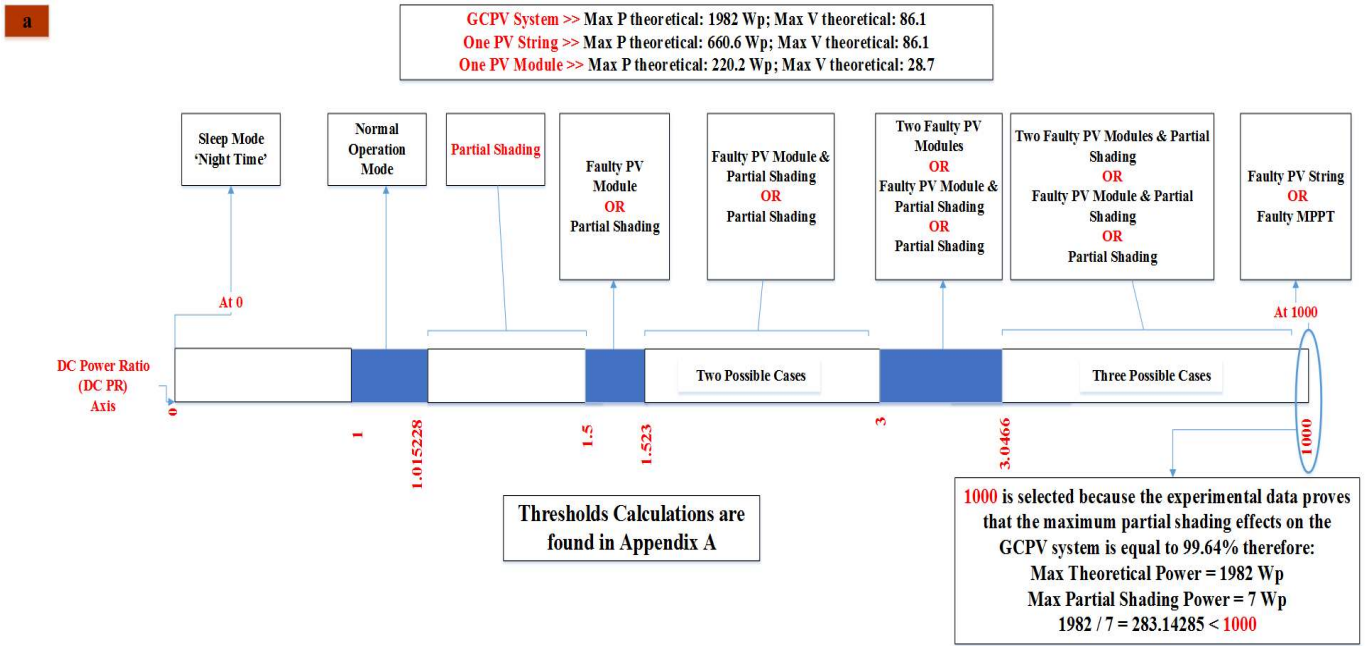 a
GCPV System >> Max P theoretical: 1982 Wp; Max V theoretical: 86.1
One PV String >> Max P theoretical: 660.6 Wp; Max V theoretical: 86.1
One PV Module >> Max P theoretical: 220.2 Wp; Max V theoretical: 28.7
Sleep Mode
‘Night Time’
Normal
Operation
Mode
Partial Shading
Faulty PV
Module
OR
Partial Shading
Faulty PV Module &
Partial Shading
OR
Partial Shading
Two Faulty PV
Modules
OR
Faulty PV Module &
Partial Shading
OR
Partial Shading
Two Faulty PV Modules & Partial
Shading
OR
Faulty PV Module & Partial
Shading
OR
Partial Shading
Faulty PV String
OR
Faulty MPPT
At 0
At 1000
DC Power Ratio
(DC PR)
Axis
Two Possible Cases
Three Possible Cases
0
1
1.015228
1.5
1.523
3
3.0466
1000
Thresholds Calculations are
found in Appendix A
1000 is selected because the experimental data proves
that the maximum partial shading effects on the
GCPV system is equal to 99.64% therefore:
Max Theoretical Power = 1982 Wp
Max Partial Shading Power = 7 Wp
1982 / 7 = 283.14285 < 1000